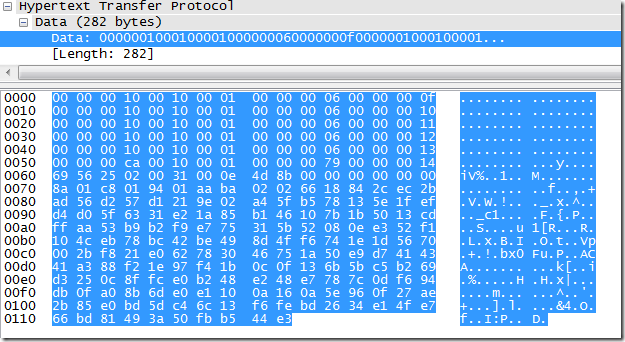 Hypertext Transfer Protocol
Data (282 bytes)
Data: 0000001000100001000000060000000f0000001000100001...
[Length: 282]
0000 00 00 00 10 00 10 00 01 00 00 00 06 00 00 00 0f ........ ........
0010 00 00 00 10 00 10 00 01 00 00 00 06 00 00 00 10 ........ ........
0020 00 00 00 10 00 10 00 01 00 00 00 06 00 00 00 11 ........ ........
0030 00 00 00 10 00 10 00 01 00 00 00 06 00 00 00 12 ........ ........
0040 00 00 00 10 00 10 00 01 00 00 00 06 00 00 00 13 ........ ........
0050 00 00 00 ca 00 10 00 01 00 00 00 79 00 00 00 14 ........ ...y....
0060 69 56 25 02 00 31 00 0e 4d 8b 00 00 00 00 00 00 iV%..1.. M.......
0070 8a 01 c8 01 94 01 aa ba 02 02 66 18 84 2c ec 2b ........ ..f..,.+
0080 ad 56 d2 57 d1 21 9e 02 a4 5f b5 78 13 5e 1f ef .V.W.!.. ._.x.^..
0090 d4 d0 5f 63 31 e2 1a 85 b1 46 10 7b 1b 50 13 cd .._c1... .F.{.P..
00a0 ff aa 53 b9 b2 f9 e7 75 31 5b 52 08 0e e3 52 f1 ..S....u 1[R...R.
00b0 10 4c eb 78 bc 42 be 49 8d 4f f6 74 1e 1d 56 70 .L.x.B.I .O.t..Vp
00c0 00 2b f8 21 e0 62 78 30 46 75 1a 50 e9 d7 41 43 .+.!.bx0 Fu.P..AC
00d0 41 a3 88 f2 1e 97 f4 1b 0c 0f 13 6b 5b c5 b2 69 A....... ...k[..i
00e0 d3 25 0c 8f fc e0 b2 48 e2 48 e7 78 7c 0d f6 94 .%.....H .H.x|...
00f0 db 0f a0 8b 6d e0 e1 10 0a 16 0a 5e 96 0f 27 ae ....m... ...^..'.
0100 2b 85 e0 bd 5d c4 6c 13 f6 fe bd 26 34 e1 4f e7 +...].l. ...&4.O.
0110 66 bd 81 49 3a 50 fb b5 44 e3 f..I:P.. D.